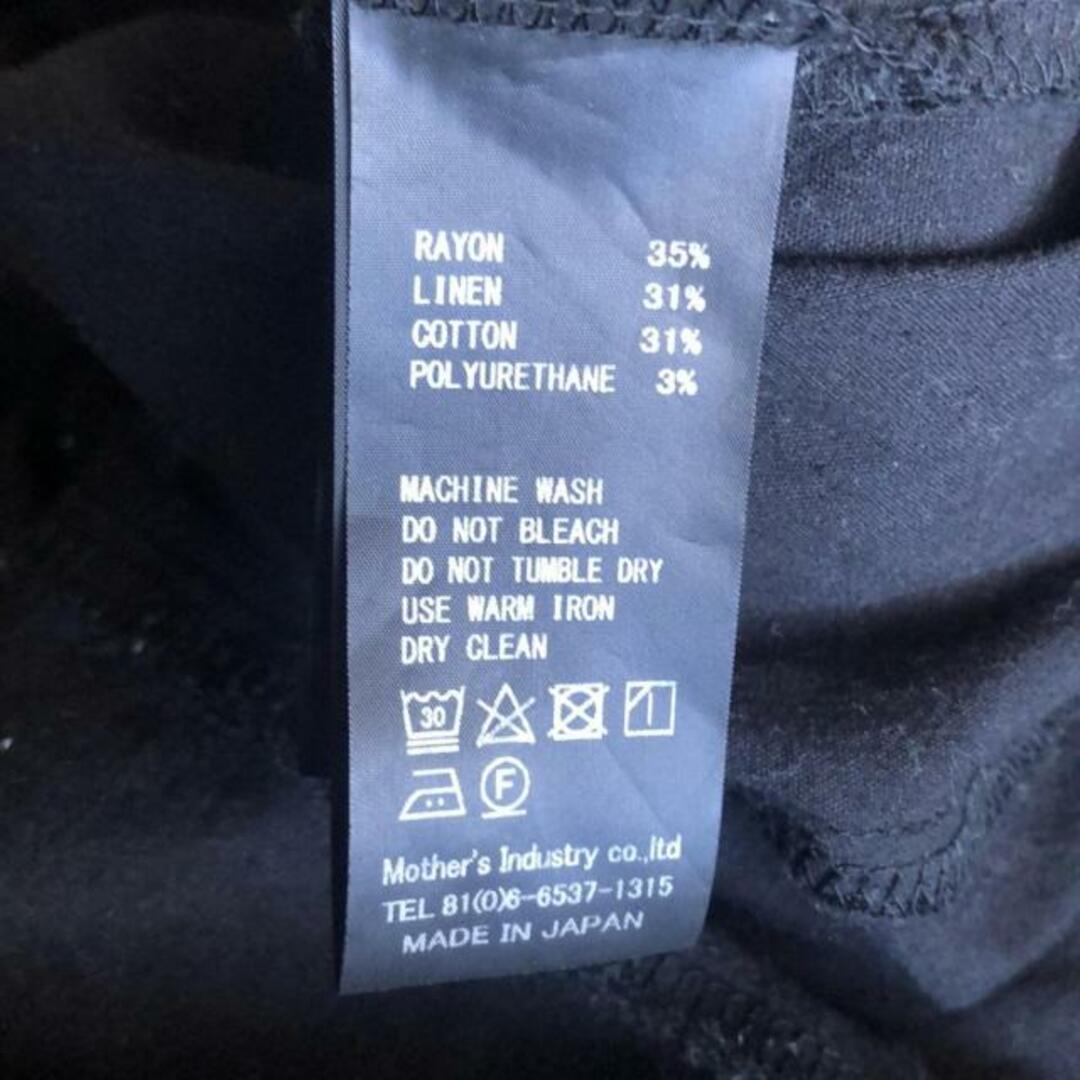 RAYON 35%
LINEN 31%
COTTON 31%
POLYURETHANE 3%
MACHINE WASH
DO NOT BLEACH
DO NOT TUMBLE DRY
USE WARM IRON
DRY CLEAN
30
F
Mother's Industry co.,ltd
TEL 81(0)6-6537-1315
MADE IN JAPAN